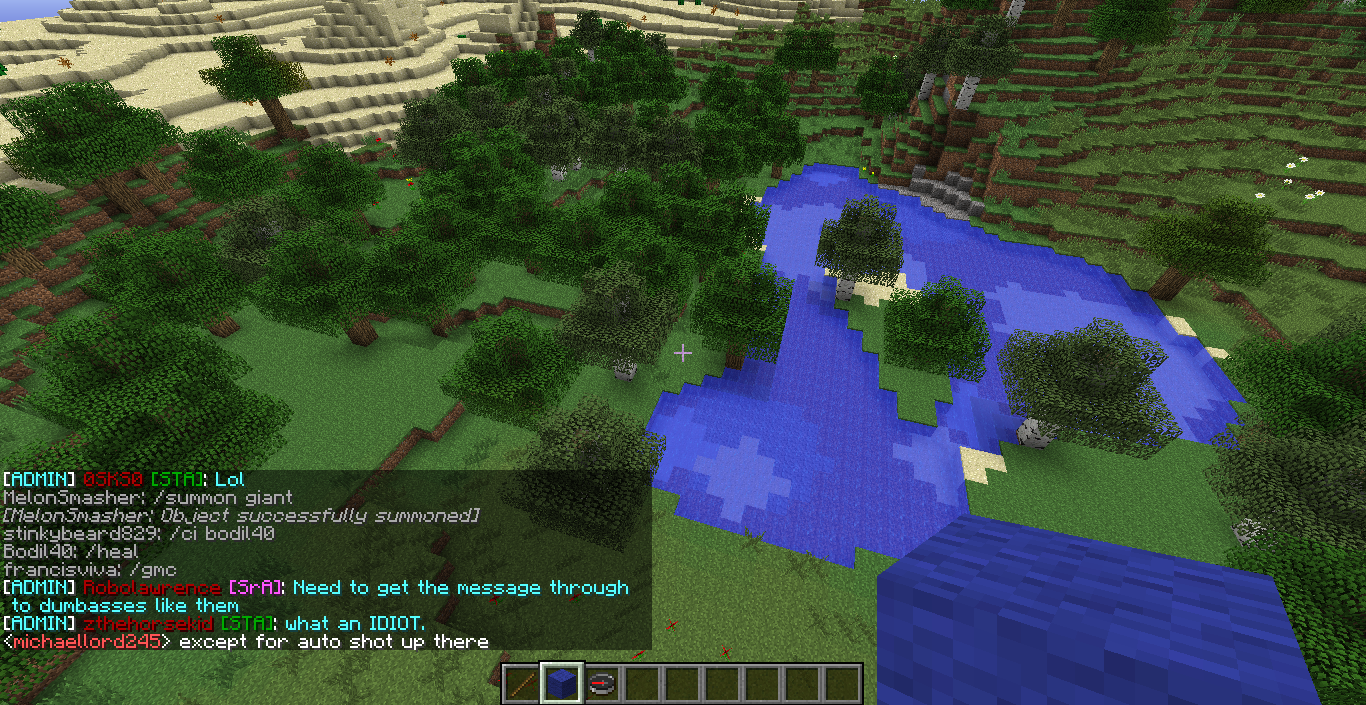 [ADMIN] 0SKS0 [STA]: Lol
MelonSmasher: /summon giant
[MelonSmasher: Object successfully summoned]
stinkybeard829: /ci bodil40
Bodil40: /heal
francisviva: /gmc
[ADMIN] Robolawrence [SrA]: Need to get the message through
to dumbasses like them
[ADMIN] zthehorsekid [STA]: what an IDIOT.
<michaellord245> except for auto shot up there